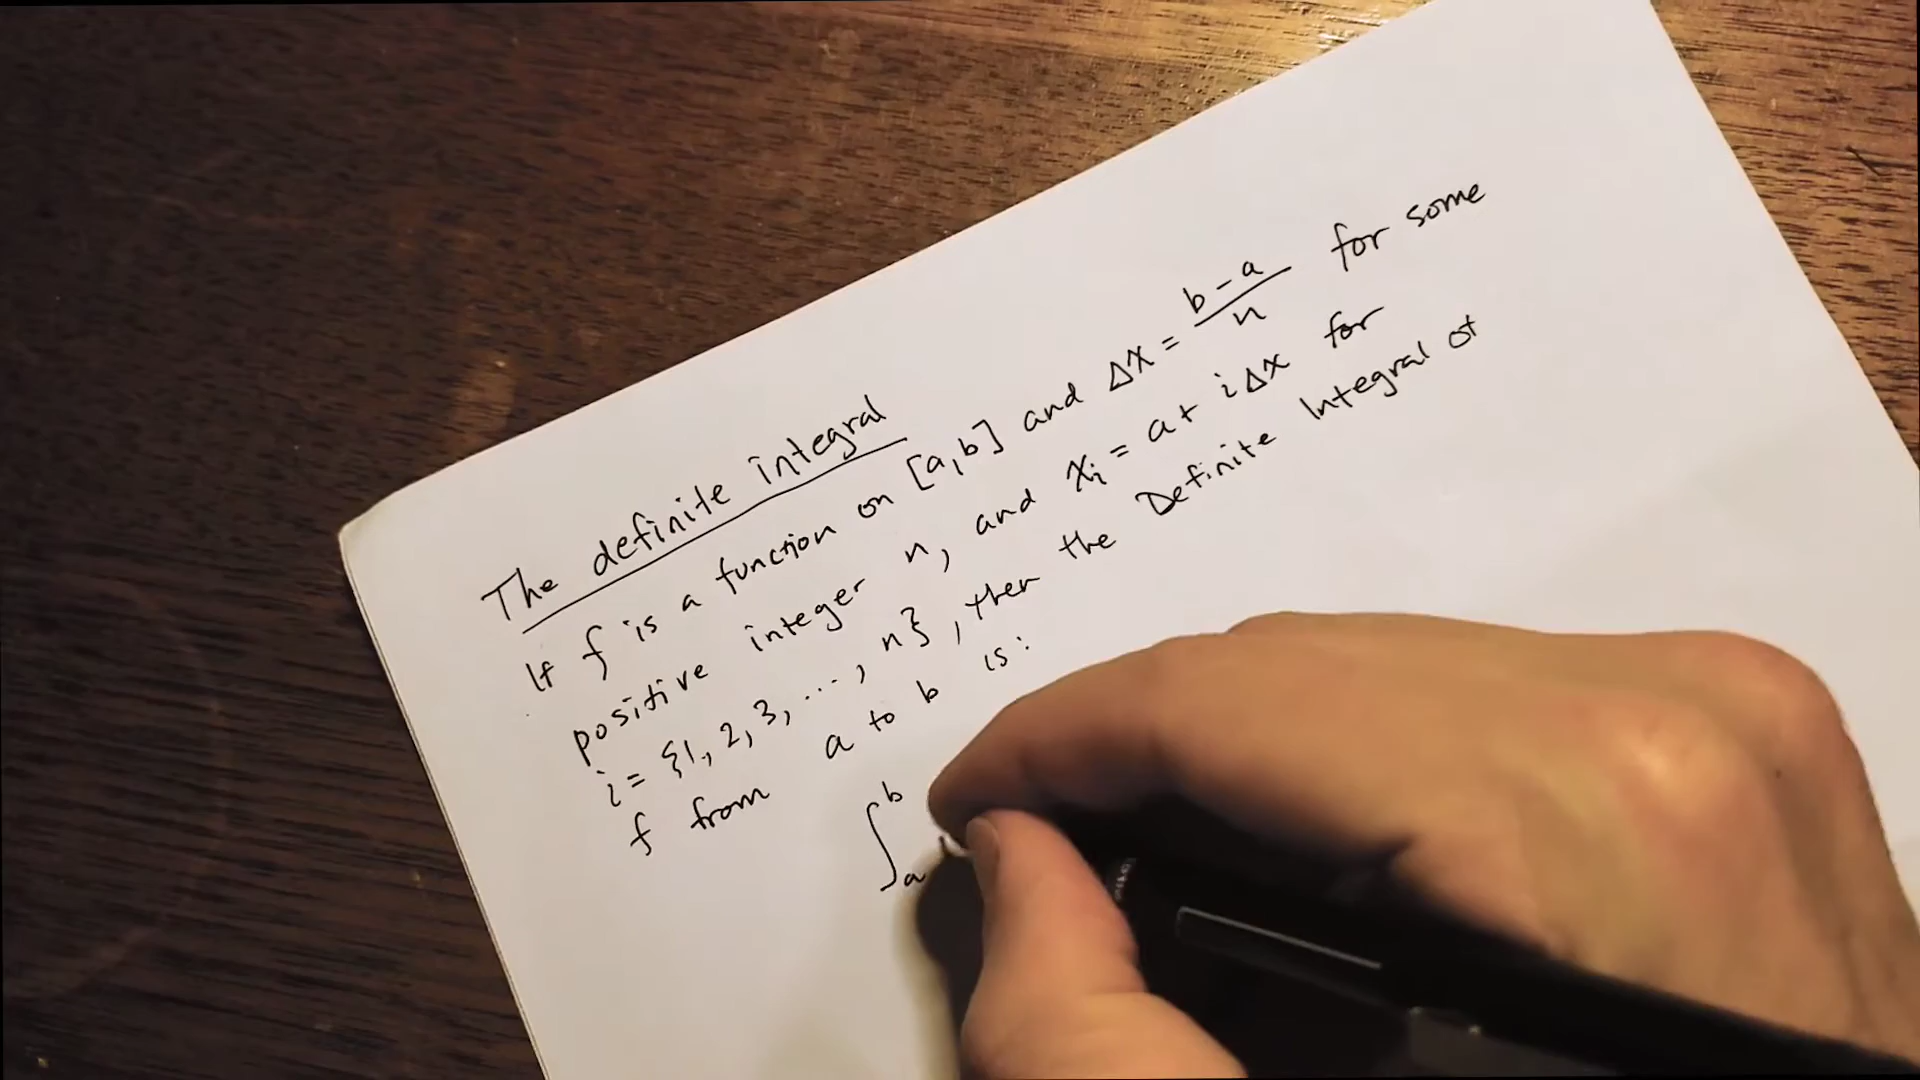 The definite integral
If f is a function on [a,b] and Δx = (b-a)/n for some
positive integer n, and xᵢ = a + iΔx for
i = {1, 2, 3, ..., n}, then the Definite Integral of
f from a to b is:
∫ₐᵇ